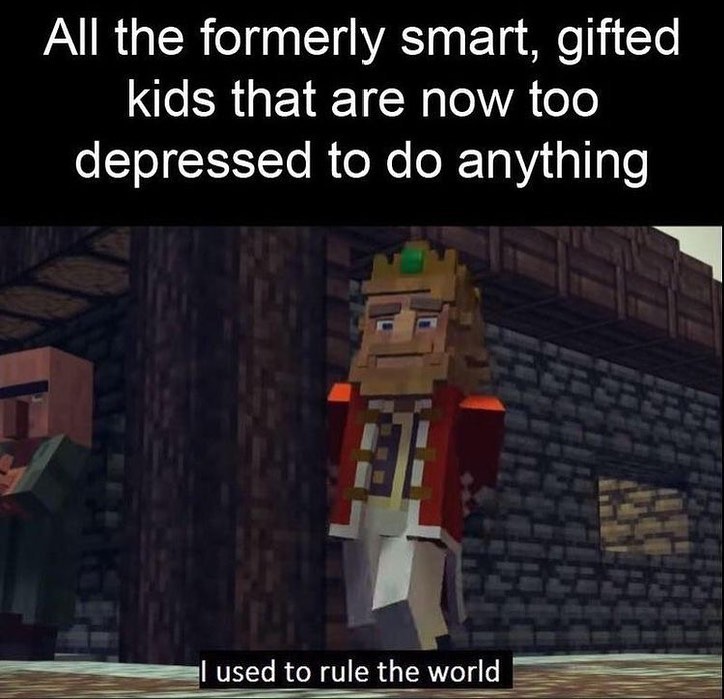 All the formerly smart, gifted
kids that are now too
depressed to do anything
I used to rule the world